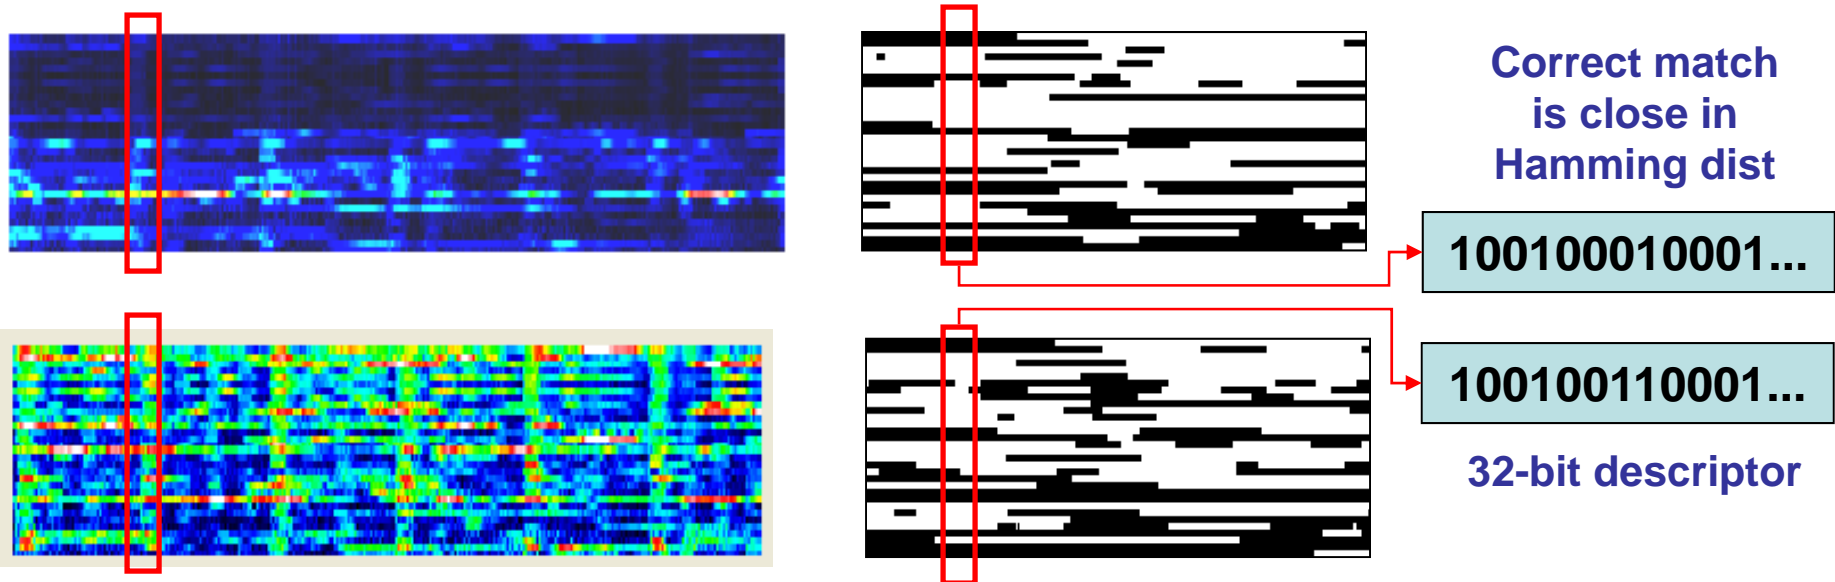 Correct match
is close in
Hamming dist
100100010001...
100100110001...
32-bit descriptor